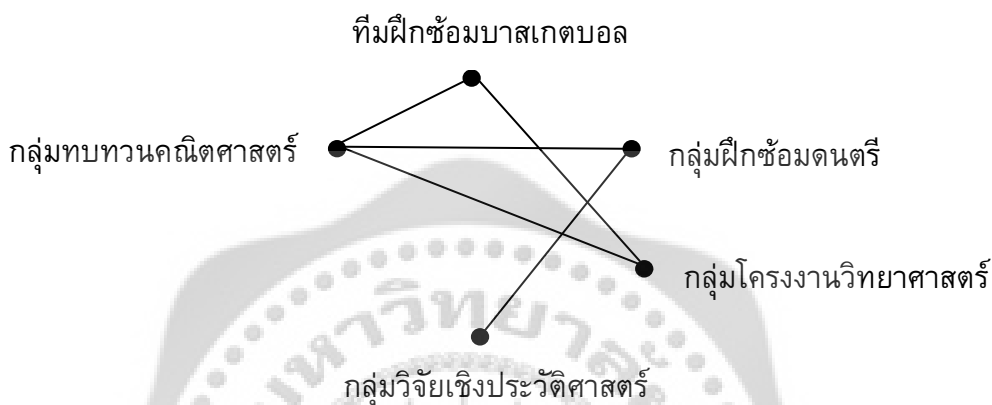 ทีมฝึกซ้อมบาสเกตบอล
กลุ่มทบทวนคณิตศาสตร์
กลุ่มฝึกซ้อมดนตรี
กลุ่มโครงงานวิทยาศาสตร์
กลุ่มวิจัยเชิงประวัติศาสตร์